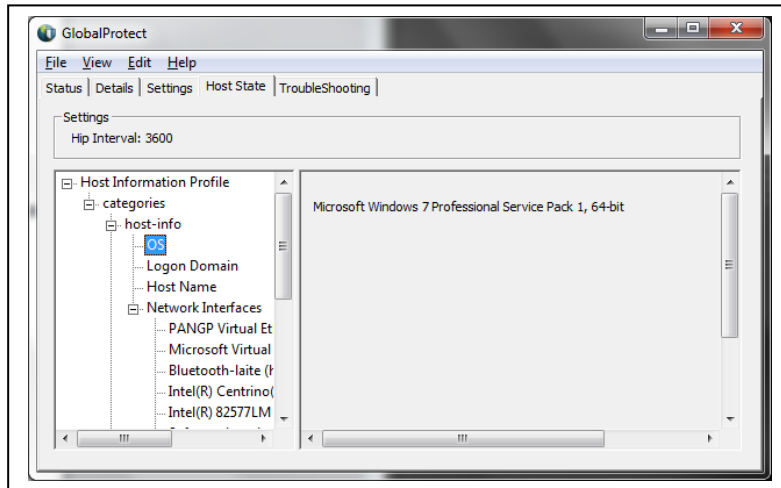 GlobalProtect
File View Edit Help
Status Details Settings Host State TroubleShooting
Settings
Hip Interval: 3600
Host Information Profile
categories
host-info
OS
Logon Domain
Host Name
Network Interfaces
PANGP Virtual Et
Microsoft Virtual
Bluetooth-laite (h
Intel(R) Centrino(
Intel(R) 82577LM
Microsoft Windows 7 Professional Service Pack 1, 64-bit